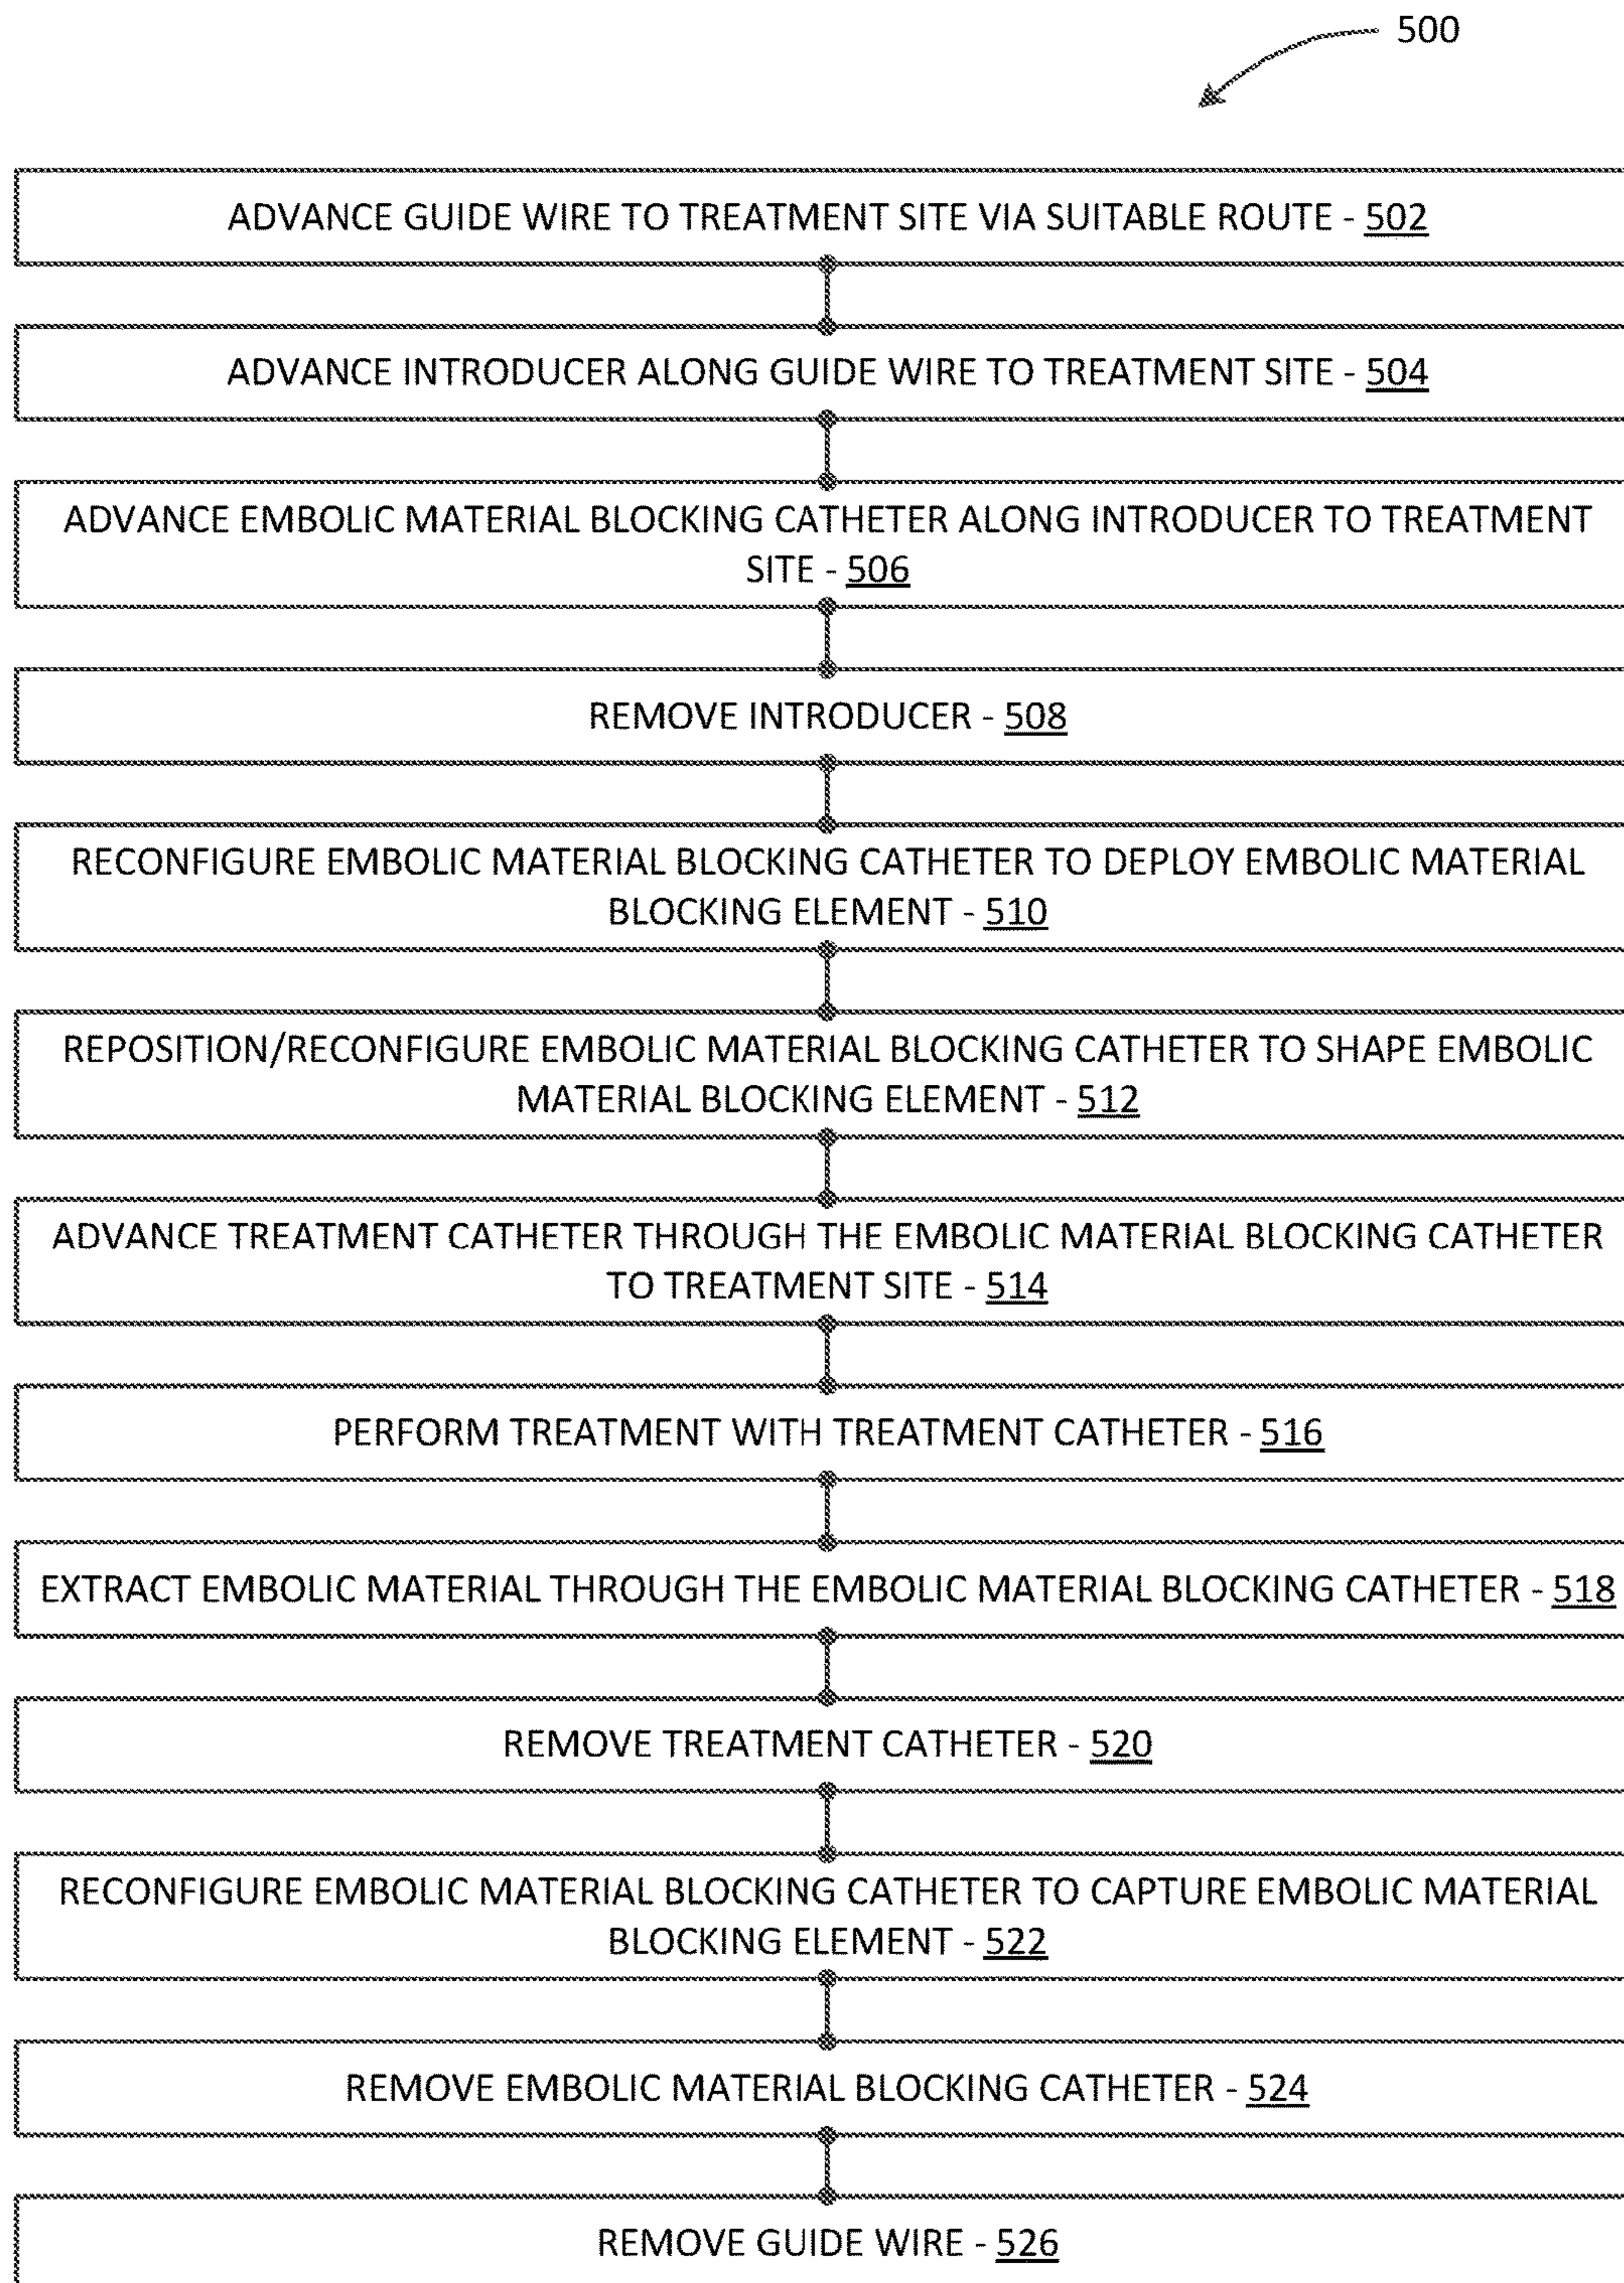 500
ADVANCE GUIDE WIRE TO TREATMENT SITE VIA SUITABLE ROUTE - 502
ADVANCE INTRODUCER ALONG GUIDE WIRE TO TREATMENT SITE - 504
ADVANCE EMBOLIC MATERIAL BLOCKING CATHETER ALONG INTRODUCER TO TREATMENT
SITE - 506
REMOVE INTRODUCER - 508
RECONFIGURE EMBOLIC MATERIAL BLOCKING CATHETER TO DEPLOY EMBOLIC MATERIAL
BLOCKING ELEMENT - 510
REPOSITION/RECONFIGURE EMBOLIC MATERIAL BLOCKING CATHETER TO SHAPE EMBOLIC
MATERIAL BLOCKING ELEMENT - 512
ADVANCE TREATMENT CATHETER THROUGH THE EMBOLIC MATERIAL BLOCKING CATHETER
TO TREATMENT SITE - 514
PERFORM TREATMENT WITH TREATMENT CATHETER - 516
EXTRACT EMBOLIC MATERIAL THROUGH THE EMBOLIC MATERIAL BLOCKING CATHETER - 518
REMOVE TREATMENT CATHETER - 520
RECONFIGURE EMBOLIC MATERIAL BLOCKING CATHETER TO CAPTURE EMBOLIC MATERIAL
BLOCKING ELEMENT - 522
REMOVE EMBOLIC MATERIAL BLOCKING CATHETER - 524
REMOVE GUIDE WIRE - 526